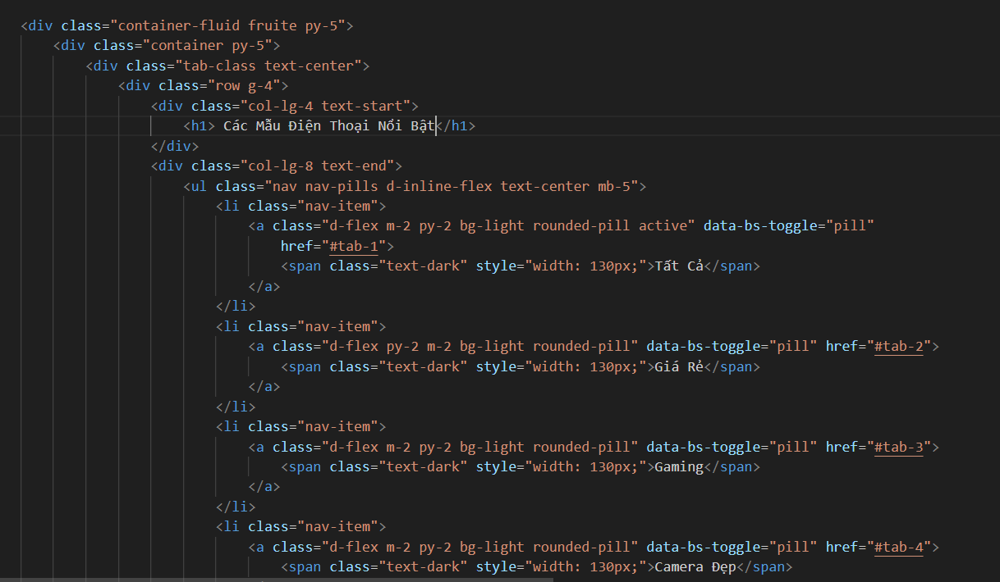 <div class="container-fluid fruite py-5">
<div class="container py-5">
<div class="tab-class text-center">
<div class="row g-4">
<div class="col-lg-4 text-start">
<h1> Các Mẫu Điện Thoại Nổi Bật</h1>
</div>
<div class="col-lg-8 text-end">
<ul class="nav nav-pills d-inline-flex text-center mb-5">
<li class="nav-item">
<a class="d-flex m-2 py-2 bg-light rounded-pill active" data-bs-toggle="pill"
href="#tab-1">
<span class="text-dark" style="width: 130px;">Tất Cả</span>
</a>
</li>
<li class="nav-item">
<a class="d-flex py-2 m-2 bg-light rounded-pill" data-bs-toggle="pill" href="#tab-2">
<span class="text-dark" style="width: 130px;">Giá Rẻ</span>
</a>
</li>
<li class="nav-item">
<a class="d-flex m-2 py-2 bg-light rounded-pill" data-bs-toggle="pill" href="#tab-3">
<span class="text-dark" style="width: 130px;">Gaming</span>
</a>
</li>
<li class="nav-item">
<a class="d-flex m-2 py-2 bg-light rounded-pill" data-bs-toggle="pill" href="#tab-4">
<span class="text-dark" style="width: 130px;">Camera Đẹp</span>